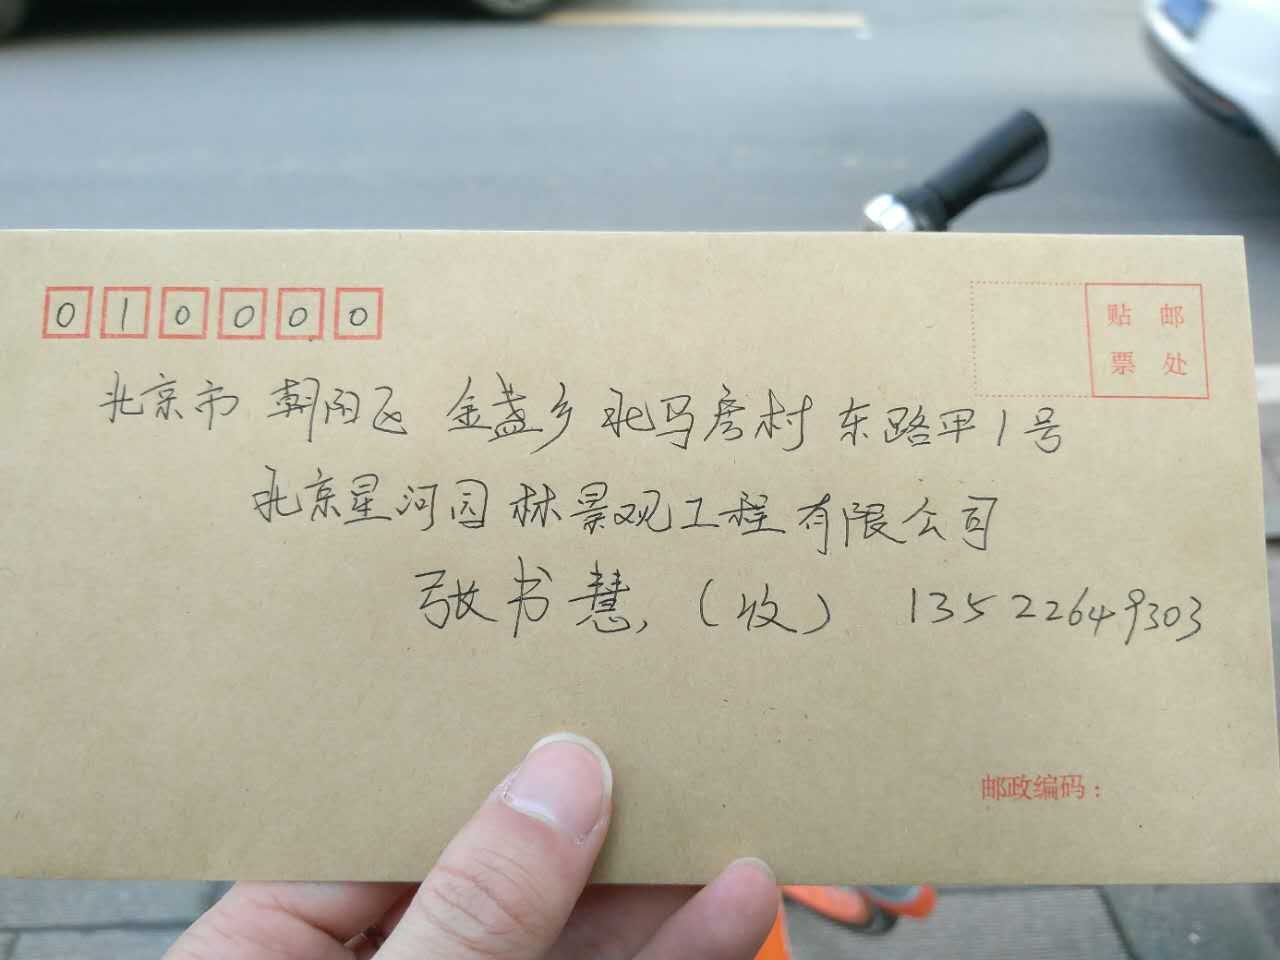 010000
贴 邮
票 处
北京市 朝阳区 金盏乡 北马房村 东路甲1号
北京星河园林景观工程有限公司
张书慧 (收) 13522649303
邮政编码：